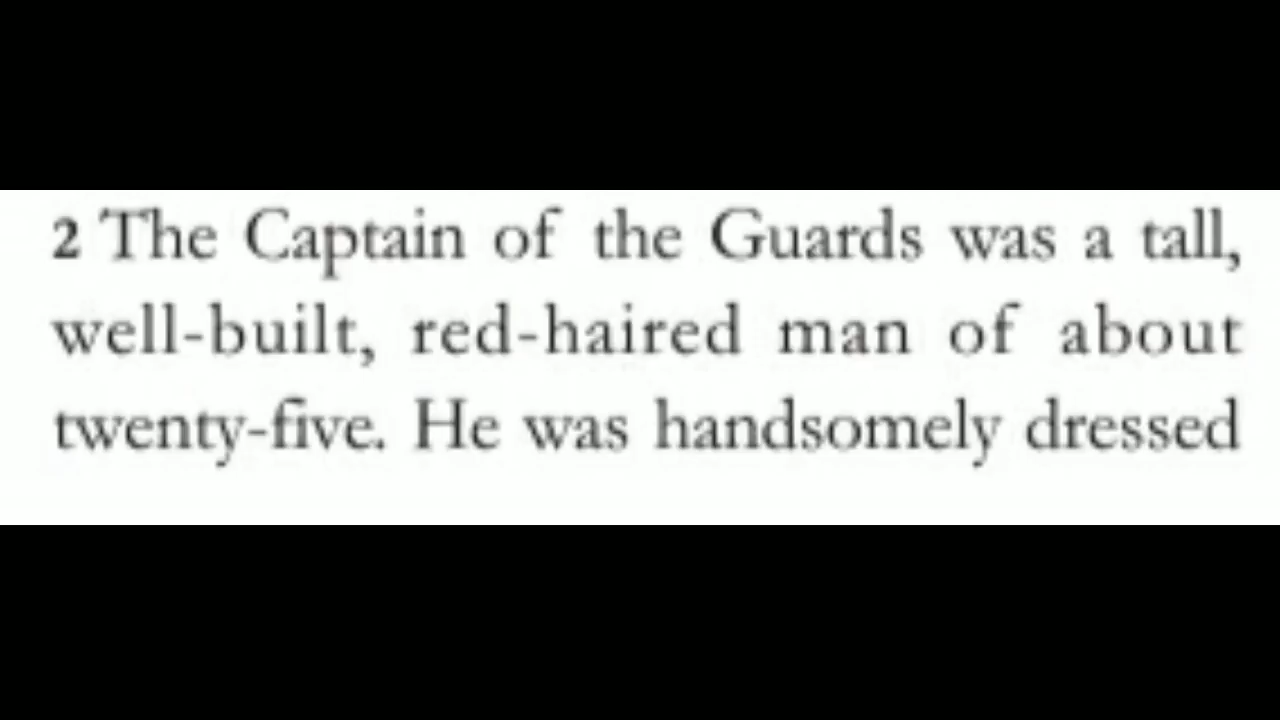 2 The Captain of the Guards was a tall,
well-built, red-haired man of about
twenty-five. He was handsomely dressed